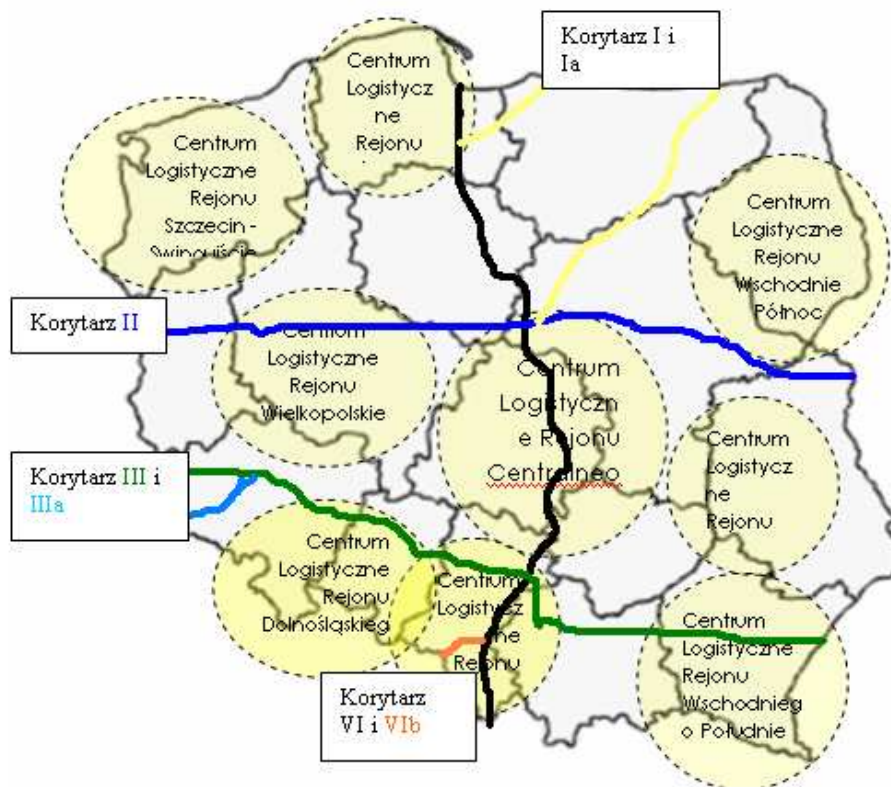 Korytarz I i
Ia
Centrum
Logistycz
ne
Rejonu
Centrum
Logistyczne
Rejonu
Szczecin -
Świnoujście
Centrum
Logistyczne
Rejonu
Wschodnie
Północ
Korytarz II
Centrum
Logistyczne
Rejonu
Wielkopolskie
Centrum
Logistyczn
e Rejonu
Centralneo
Centrum
Logistycz
ne
Rejonu
Korytarz III i
IIIa
Centrum
Logistyczne
Rejonu
Dolnośląskieg
Centrum
Logistycz
ne
Rejonu
Centrum
Logistyczne
Rejonu
Wschodnieg
o Południe
Korytarz
VI i VIb